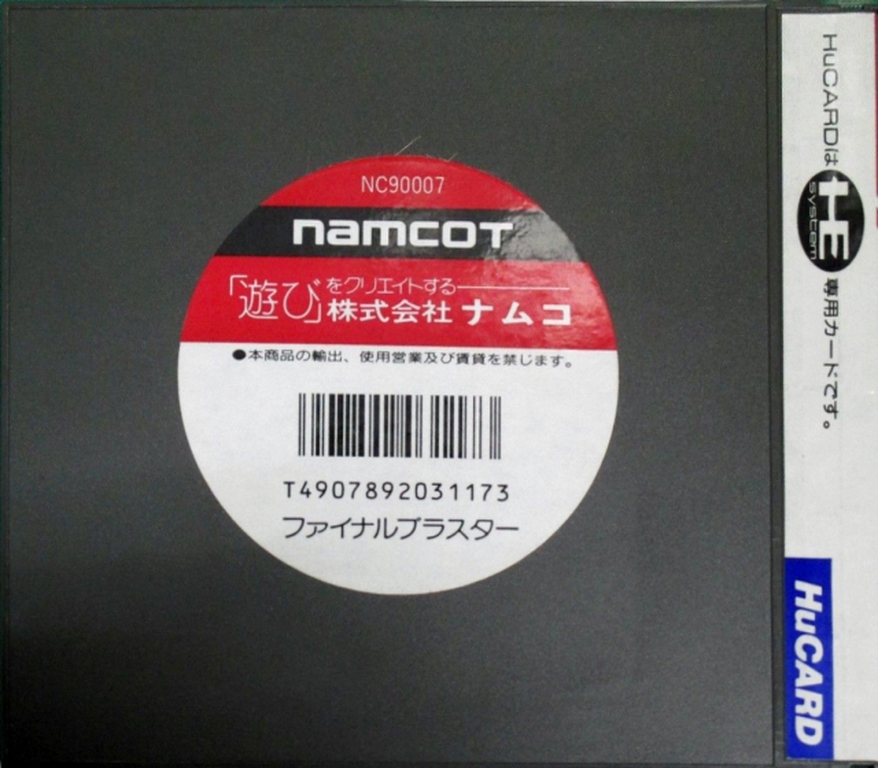 NC90007
namcot
「遊び」をクリエイトする――
株式会社 ナムコ
●本商品の輸出、使用営業及び賃貸を禁じます。
T4907892031173
ファイナルブラスター
HuCARDは HE system 専用カードです。
HuCARD